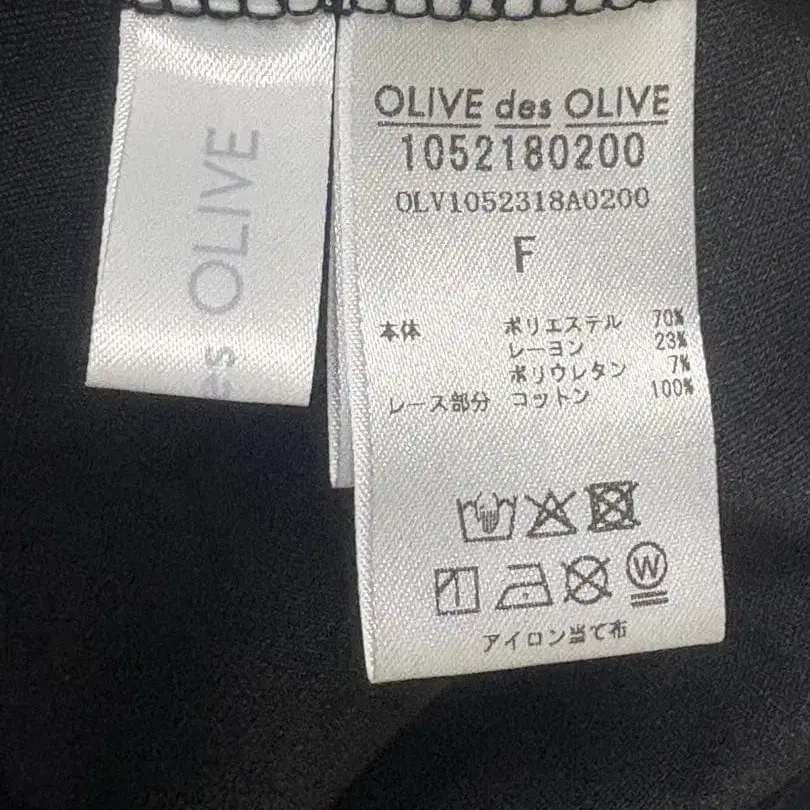 des OLIVE
OLIVE des OLIVE
1052180200
OLV1052318A0200
F
本体 ポリエステル 70%
レーヨン 23%
ポリウレタン 7%
レース部分 コットン 100%
W
アイロン当て布